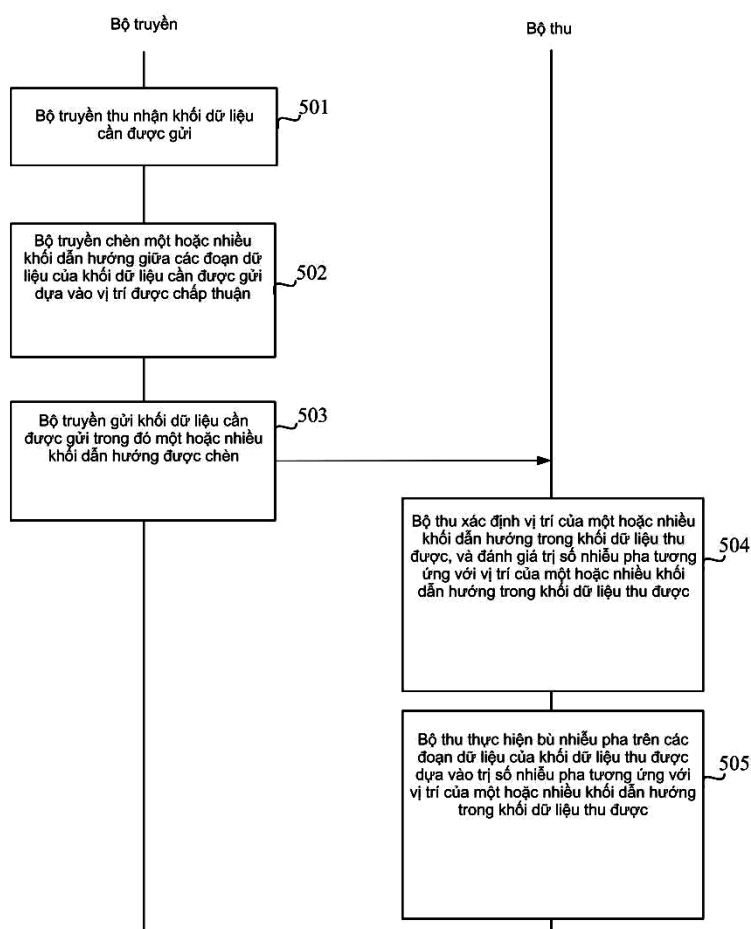 Bộ truyền
Bộ thu
Bộ truyền thu nhận khối dữ liệu
cần được gửi
501
Bộ truyền chèn một hoặc nhiều
khối dẫn hướng giữa các đoạn dữ
liệu của khối dữ liệu cần được gửi
dựa vào vị trí được chấp thuận
502
Bộ truyền gửi khối dữ liệu cần
được gửi trong đó một hoặc nhiều
khối dẫn hướng được chèn
503
Bộ thu xác định vị trí của một hoặc nhiều
khối dẫn hướng trong khối dữ liệu thu
được, và đánh giá trị số nhiễu pha tương
ứng với vị trí của một hoặc nhiều khối
dẫn hướng trong khối dữ liệu thu được
504
Bộ thu thực hiện bù nhiễu pha trên các
đoạn dữ liệu của khối dữ liệu thu được
dựa vào trị số nhiễu pha tương ứng với
vị trí của một hoặc nhiều khối dẫn hướng
trong khối dữ liệu thu được
505